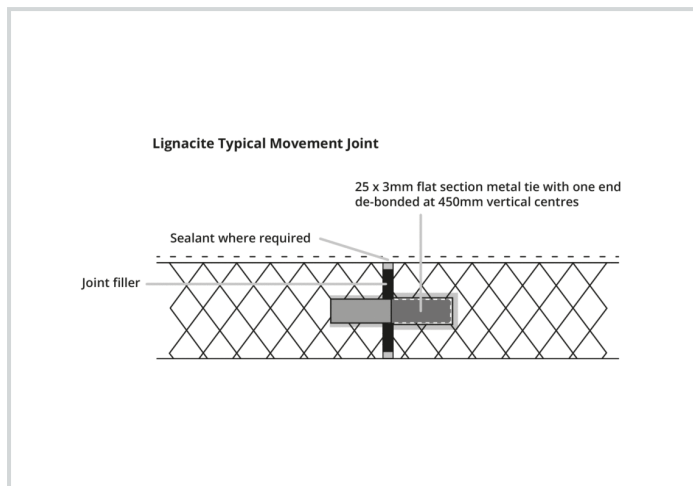 Lignacite Typical Movement Joint
25 x 3mm flat section metal tie with one end
de-bonded at 450mm vertical centres
Sealant where required
Joint filler